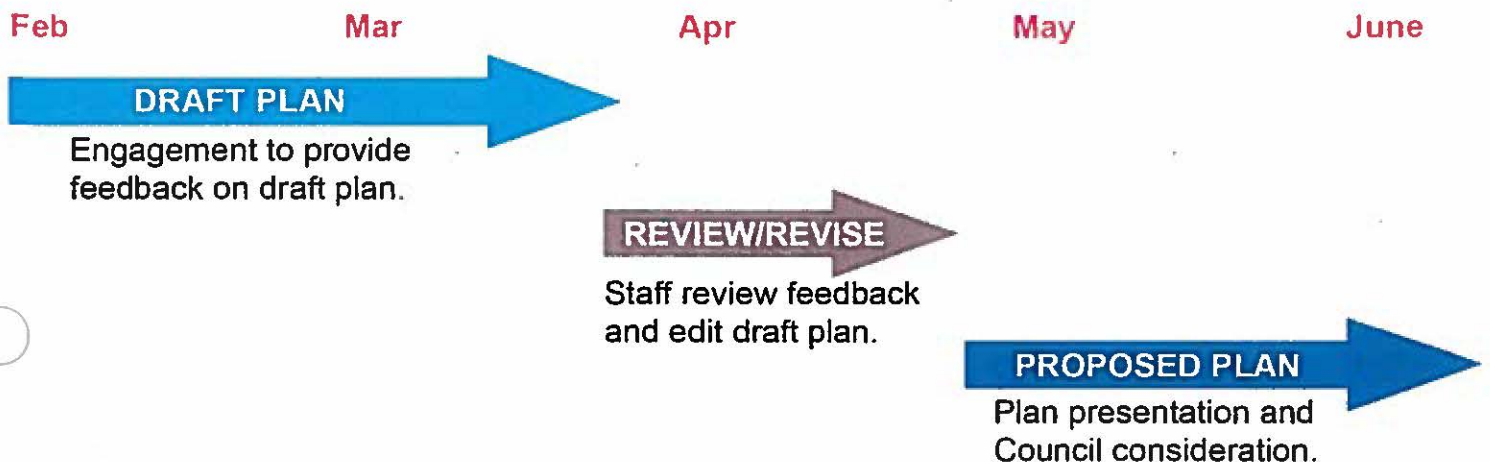 Feb Mar Apr May June
DRAFT PLAN
Engagement to provide
feedback on draft plan.
REVIEW/REVISE
Staff review feedback
and edit draft plan.
PROPOSED PLAN
Plan presentation and
Council consideration.